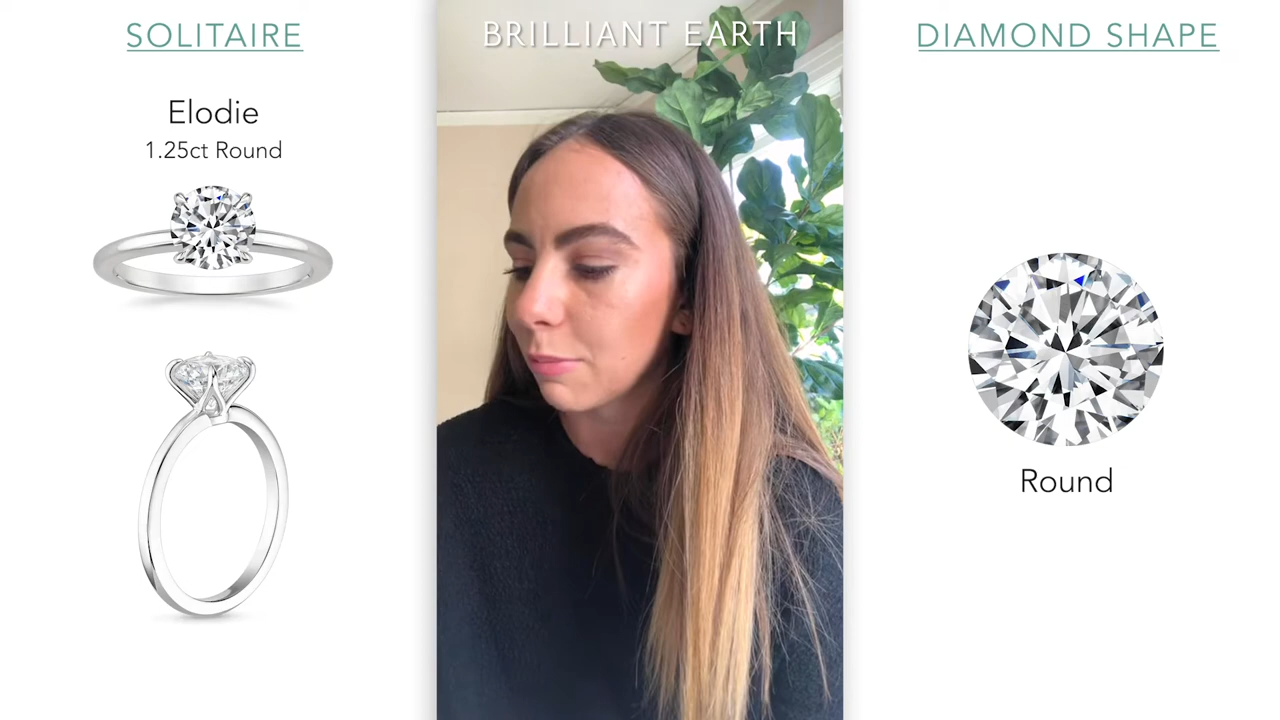 SOLITAIRE
Elodie
1.25ct Round
BRILLIANT EARTH
DIAMOND SHAPE
Round